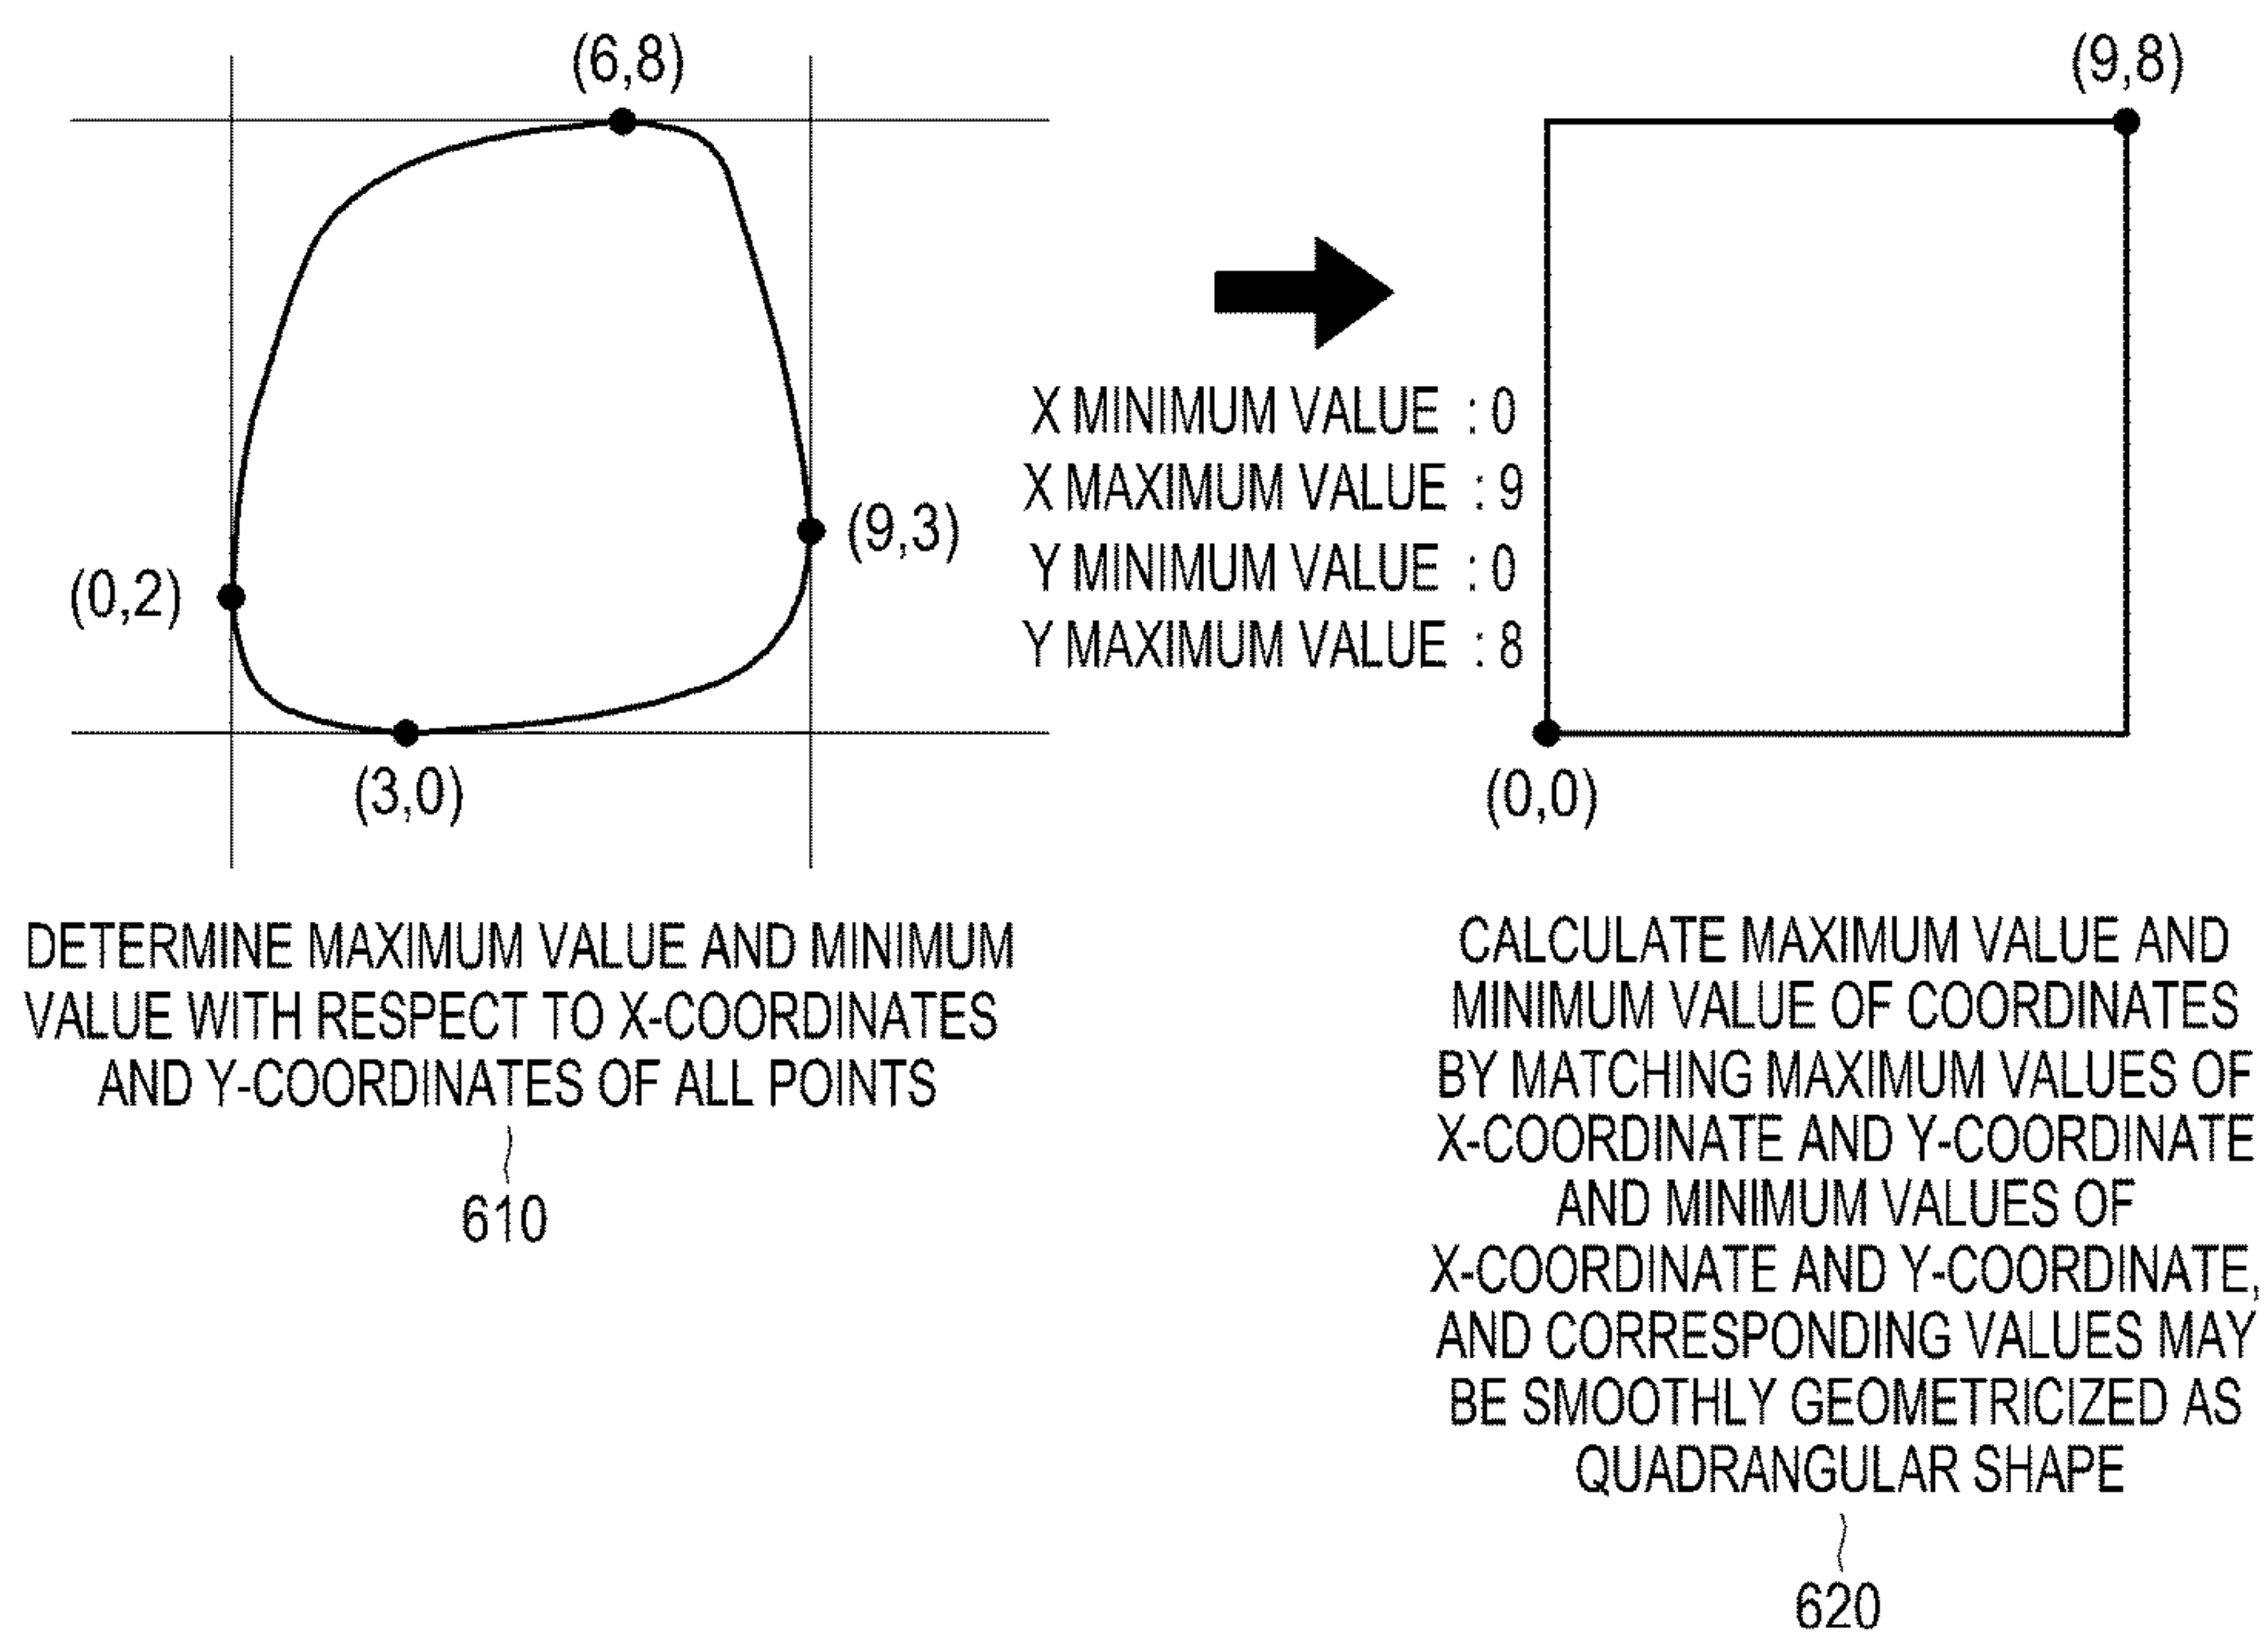 (6,8)
(9,3)
(0,2)
(3,0)
DETERMINE MAXIMUM VALUE AND MINIMUM
VALUE WITH RESPECT TO X-COORDINATES
AND Y-COORDINATES OF ALL POINTS
610
X MINIMUM VALUE : 0
X MAXIMUM VALUE : 9
Y MINIMUM VALUE : 0
Y MAXIMUM VALUE : 8
(9,8)
(0,0)
CALCULATE MAXIMUM VALUE AND
MINIMUM VALUE OF COORDINATES
BY MATCHING MAXIMUM VALUES OF
X-COORDINATE AND Y-COORDINATE
AND MINIMUM VALUES OF
X-COORDINATE AND Y-COORDINATE,
AND CORRESPONDING VALUES MAY
BE SMOOTHLY GEOMETRICIZED AS
QUADRANGULAR SHAPE
620